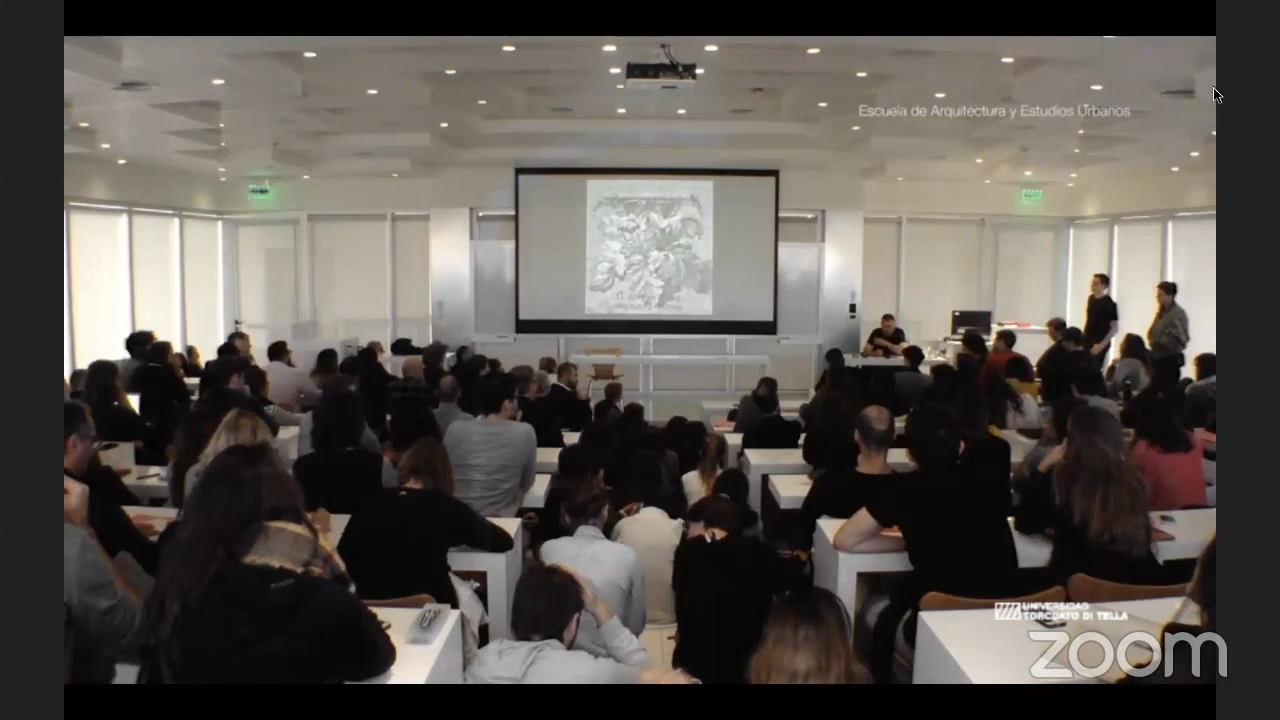 Escuela de Arquitectura y Estudios Urbanos
UNIVERSIDAD
TORCUATO DI TELLA
zoom